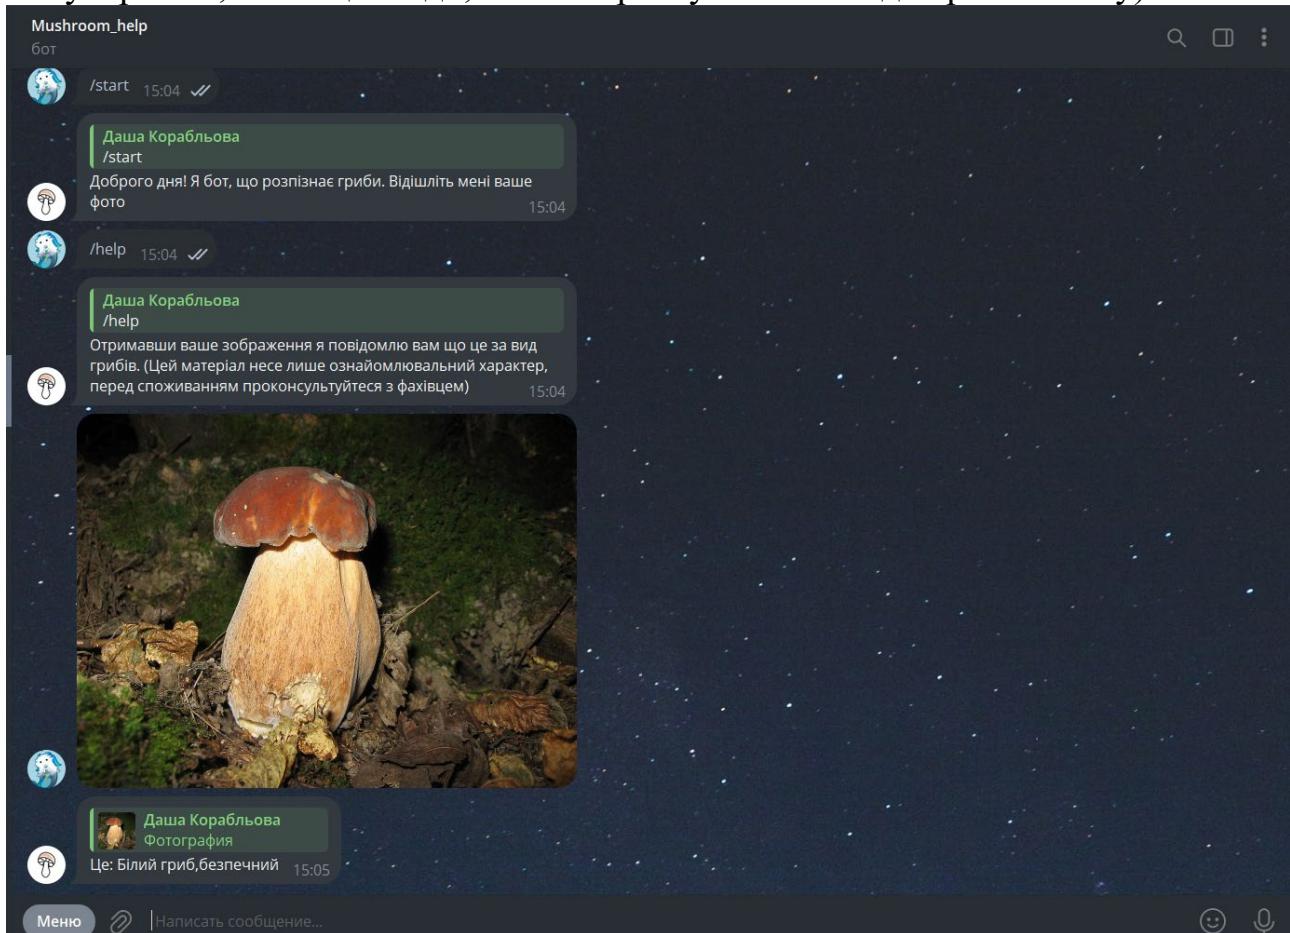 Mushroom_help
бот
/start 15:04
Даша Корабльова
/start
Доброго дня! Я бот, що розпізнає гриби. Відішліть мені ваше
фото
15:04
/help 15:04
Даша Корабльова
/help
Отримавши ваше зображення я повідомлю вам що це за вид
грибів. (Цей матеріал несе лише ознайомлювальний характер,
перед споживанням проконсультуйтеся з фахівцем)
15:04
Даша Корабльова
Фотография
Це: Білий гриб,безпечний 15:05
Меню
Написать сообщение...